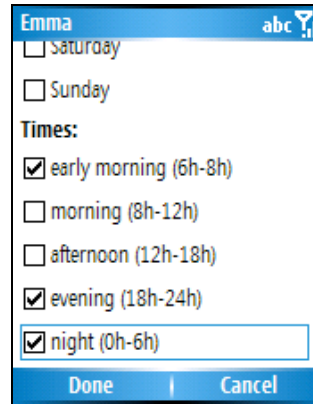 Emma abc
Saturday
Sunday
Times:
early morning (6h-8h)
morning (8h-12h)
afternoon (12h-18h)
evening (18h-24h)
night (0h-6h)
Done Cancel